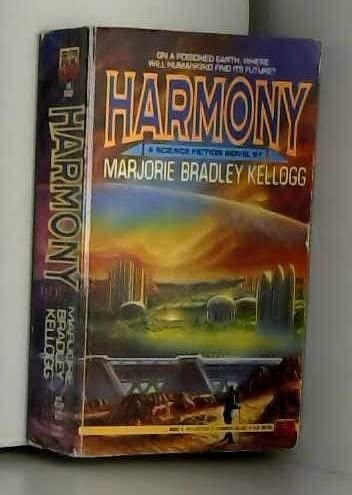 ON A POISONED EARTH, WHERE
WILL HUMANKIND FIND ITS FUTURE?
HARMONY
A SCIENCE FICTION NOVEL BY
MARJORIE BRADLEY KELLOGG
HARMONY
MARJORIE
BRADLEY
KELLOGG